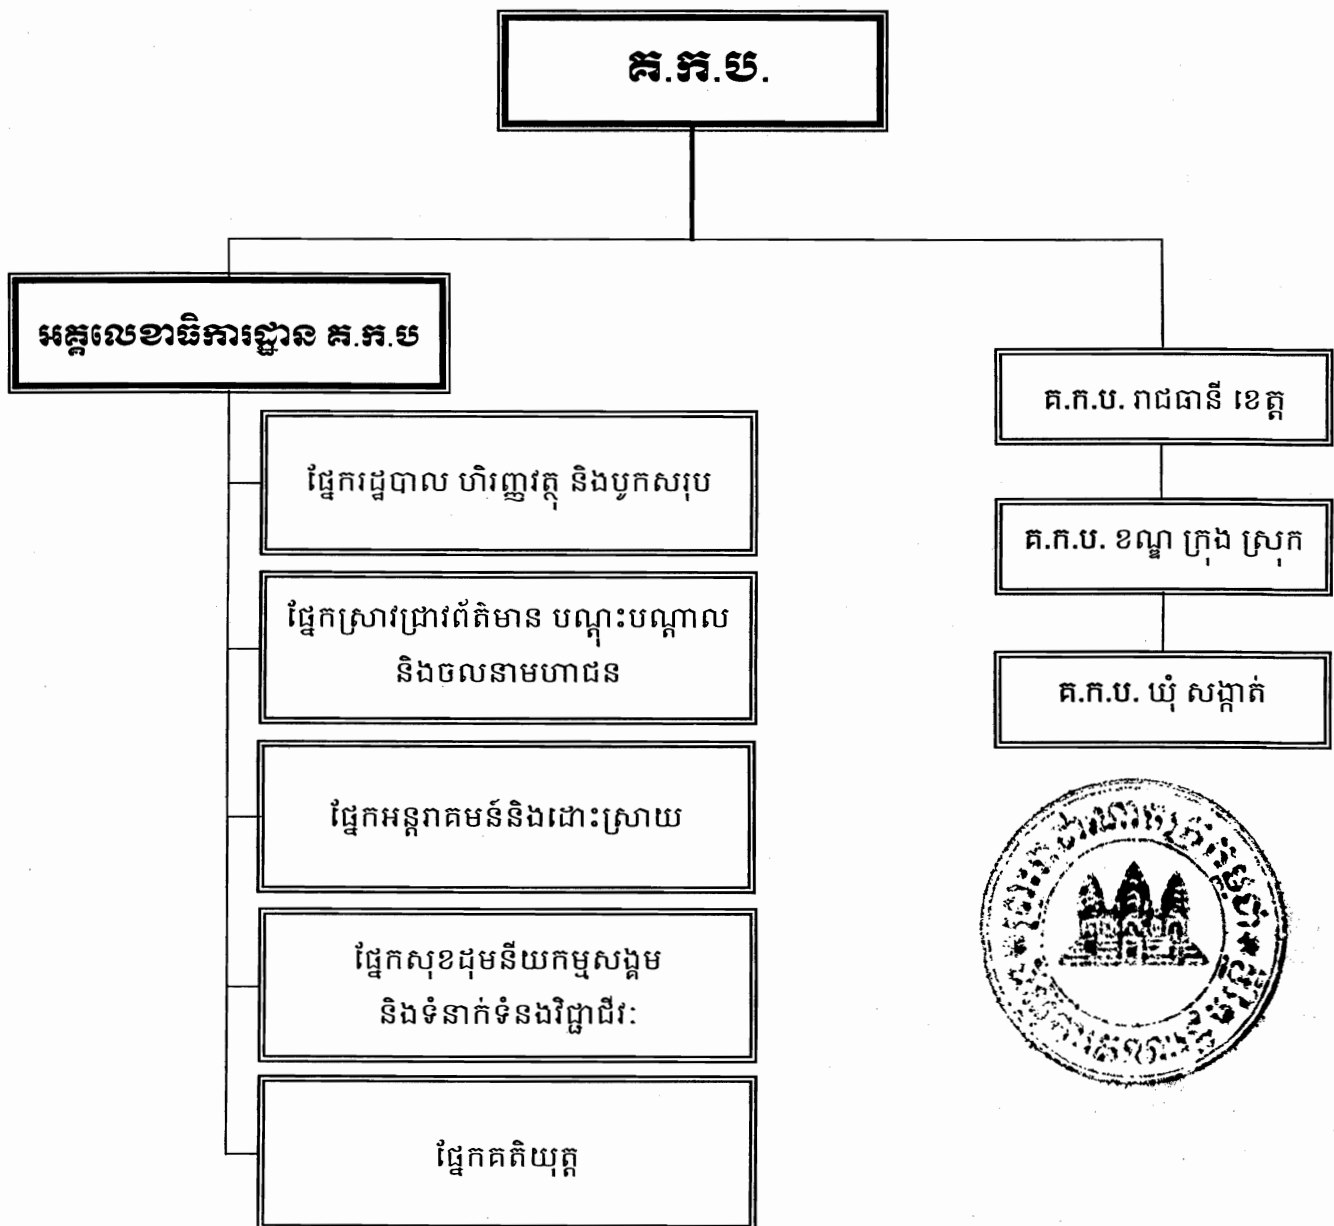 គ.ក.ប.
អគ្គលេខាធិការដ្ឋាន គ.ក.ប
ផ្នែករដ្ឋបាល ហិរញ្ញវត្ថុ និងបូកសរុប
ផ្នែកស្រាវជ្រាវព័ត៌មាន បណ្តុះបណ្តាល
និងចលនាមហាជន
ផ្នែកអន្តរាគមន៍និងដោះស្រាយ
ផ្នែកសុខដុមនីយកម្មសង្គម
និងទំនាក់ទំនងវិជ្ជាជីវៈ
ផ្នែកគតិយុត្ត
គ.ក.ប. រាជធានី ខេត្ត
គ.ក.ប. ខណ្ឌ ក្រុង ស្រុក
គ.ក.ប. ឃុំ សង្កាត់